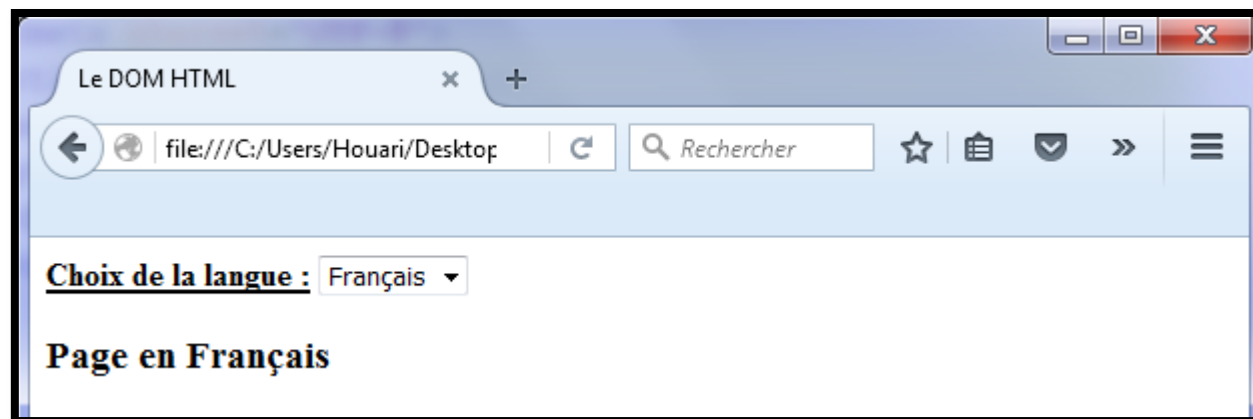 Le DOM HTML
file:///C:/Users/Houari/Desktop
Rechercher
Choix de la langue : Français
Page en Français